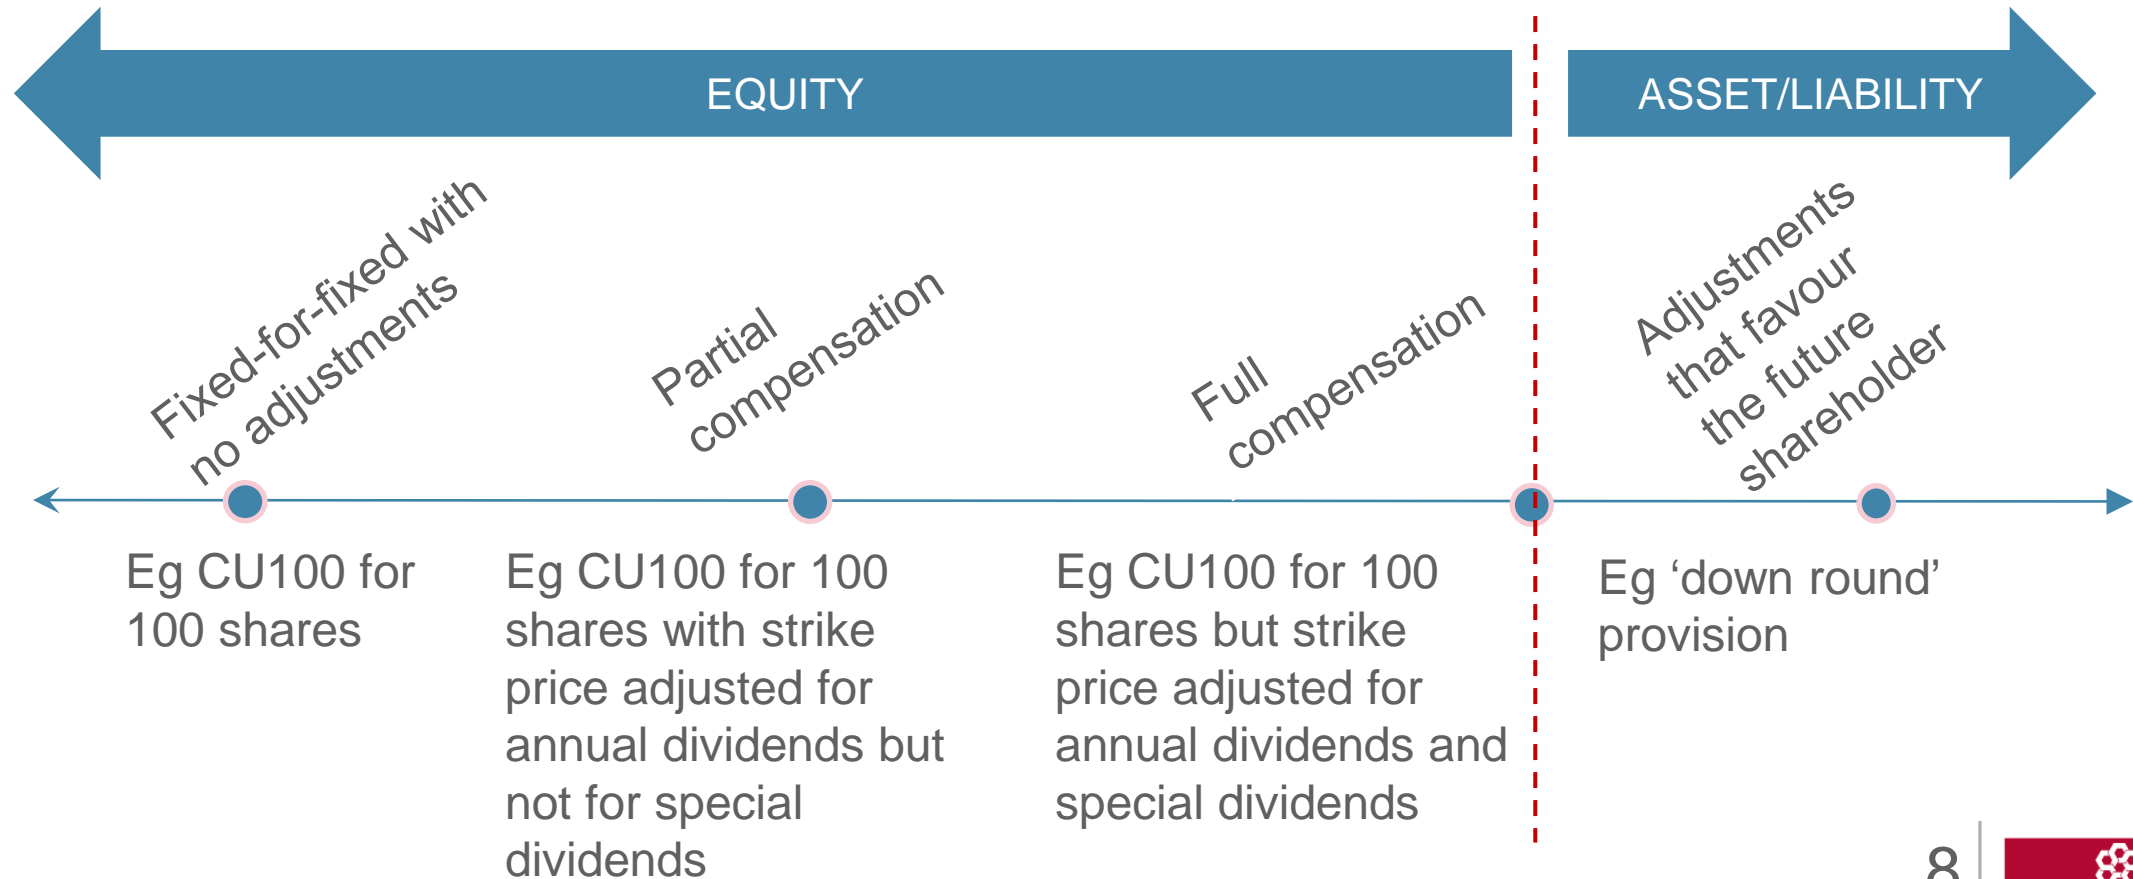 EQUITY
ASSET/LIABILITY
Fixed-for-fixed with
no adjustments
Partial
compensation
Full
compensation
Adjustments
that favour
the future
shareholder
Eg CU100 for
100 shares
Eg CU100 for 100
shares with strike
price adjusted for
annual dividends but
not for special
dividends
Eg CU100 for 100
shares but strike
price adjusted for
annual dividends and
special dividends
Eg ‘down round’
provision
8